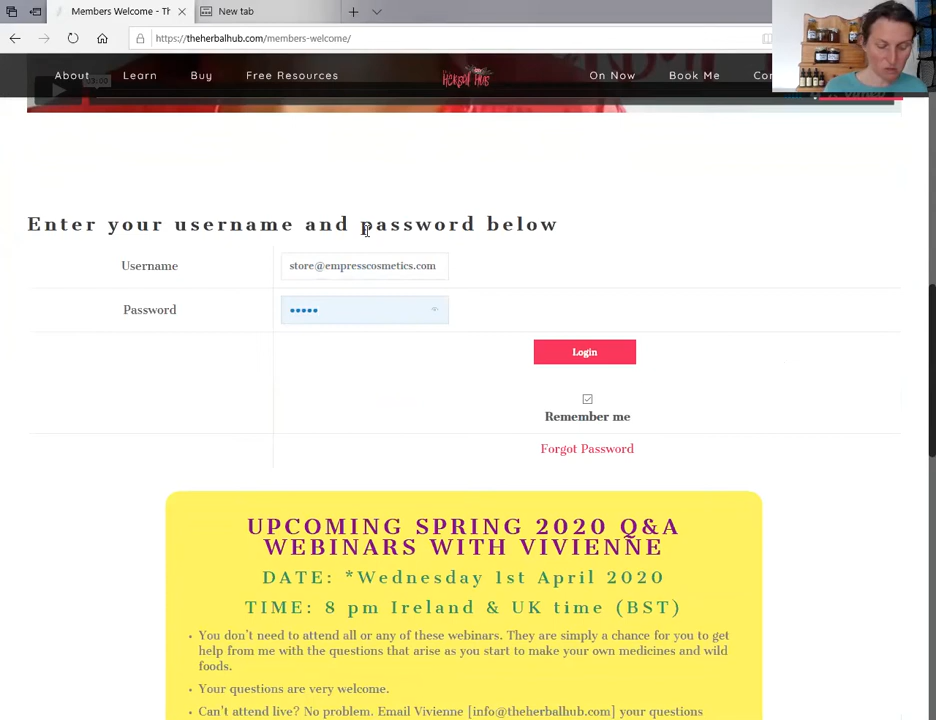 Members Welcome - Th
New tab
https://theherbalhub.com/members-welcome/
About Learn Buy Free Resources Herbal Hub On Now Book Me
Enter your username and password below
Username store@empresscosmetics.com
Password
Login
Remember me
Forgot Password
UPCOMING SPRING 2020 Q&A
WEBINARS WITH VIVIENNE
DATE: *Wednesday 1st April 2020
TIME: 8 pm Ireland & UK time (BST)
• You don't need to attend all or any of these webinars. They are simply a chance for you to get
help from me with the questions that arise as you start to make your own medicines and wild
foods.
• Your questions are very welcome.
• Can't attend live? No problem. Email Vivienne [info@theherbalhub.com] your questions